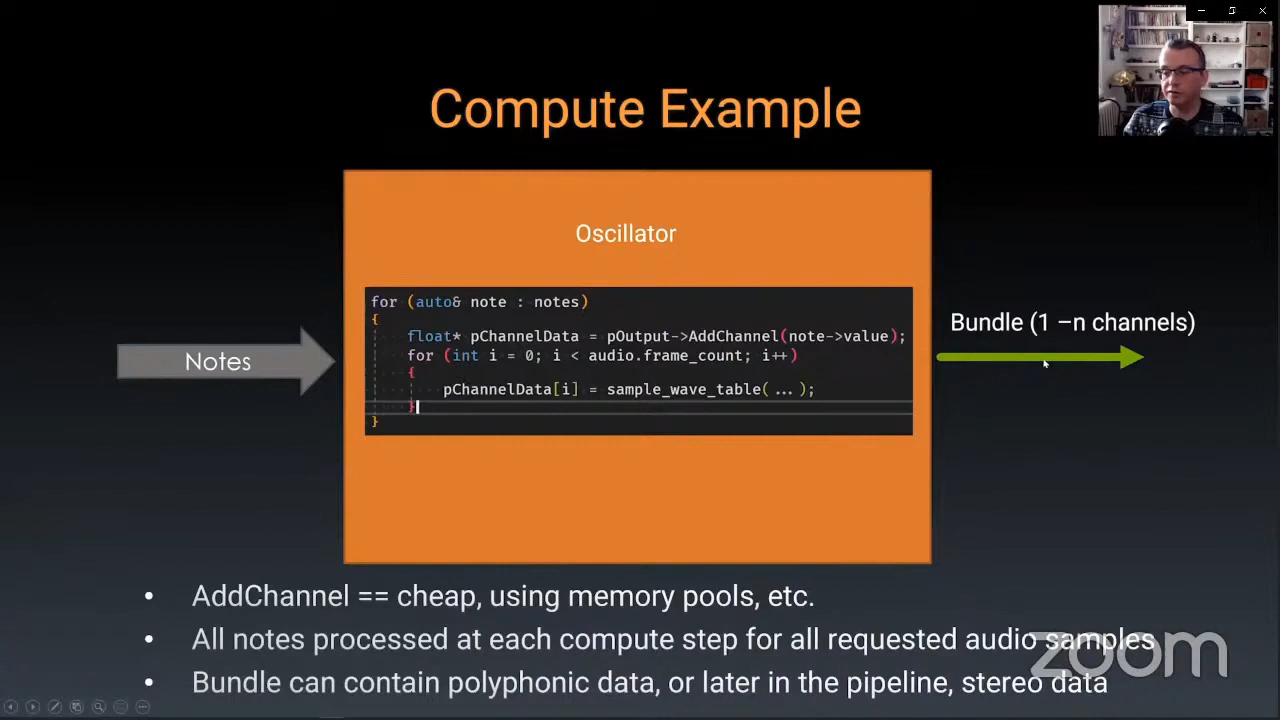 Compute Example
Oscillator
for (auto& note : notes)
{
float* pChannelData = pOutput->AddChannel(note->value);
for (int i = 0; i < audio.frame_count; i++)
{
pChannelData[i] = sample_wave_table( ... );
}
}
Notes
Bundle (1 –n channels)
• AddChannel == cheap, using memory pools, etc.
• All notes processed at each compute step for all requested audio samples
• Bundle can contain polyphonic data, or later in the pipeline, stereo data
zoom